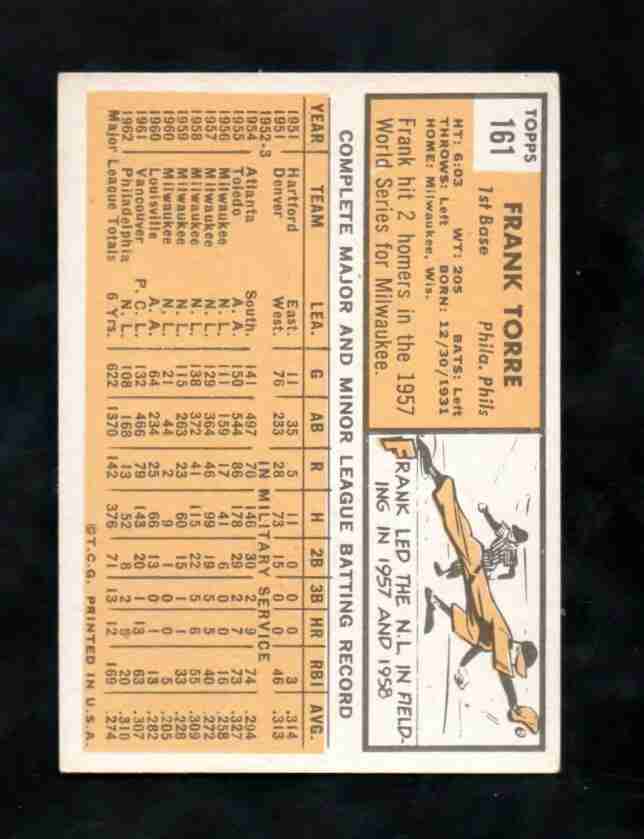 TOPPS
161
FRANK TORRE
1st Base Phila. Phils
HT: 6:03 WT: 205 BATS: Left
THROWS: Left BORN: 12/30/1931
HOME: Milwaukee, Wis.
Frank hit 2 homers in the 1957
World Series for Milwaukee.
FRANK LED THE N.L. IN FIELD-
ING IN 1957 AND 1958
COMPLETE MAJOR AND MINOR LEAGUE BATTING RECORD
YEAR TEAM LEA. G AB R H 2B 3B HR RBI AVG.
1951 Hartford East. 11 35 5 11 0 0 0 3 .314
1951 Denver West. 76 233 28 73 15 0 0 46 .313
1952-3 IN MILITARY SERVICE
1954 Atlanta South. 141 497 70 146 30 2 9 74 .294
1955 Toledo A. A. 150 544 86 178 29 2 7 73 .327
1956 Milwaukee N. L. 111 159 17 41 6 0 0 16 .258
1957 Milwaukee N. L. 129 364 46 99 19 5 5 40 .272
1958 Milwaukee N. L. 138 372 41 115 22 5 6 55 .309
1959 Milwaukee N. L. 115 263 23 60 15 1 1 33 .228
1960 Milwaukee N. L. 21 44 2 9 1 0 0 5 .205
1960 Louisville A. A. 64 234 25 66 13 0 1 13 .282
1961 Vancouver P. C. L. 132 466 79 143 20 1 13 63 .307
1962 Philadelphia N. L. 108 168 13 52 8 2 0 20 .310
Major League Totals 6 Yrs. 622 1370 142 376 71 13 12 169 .274
©T.C.G. PRINTED IN U.S.A.